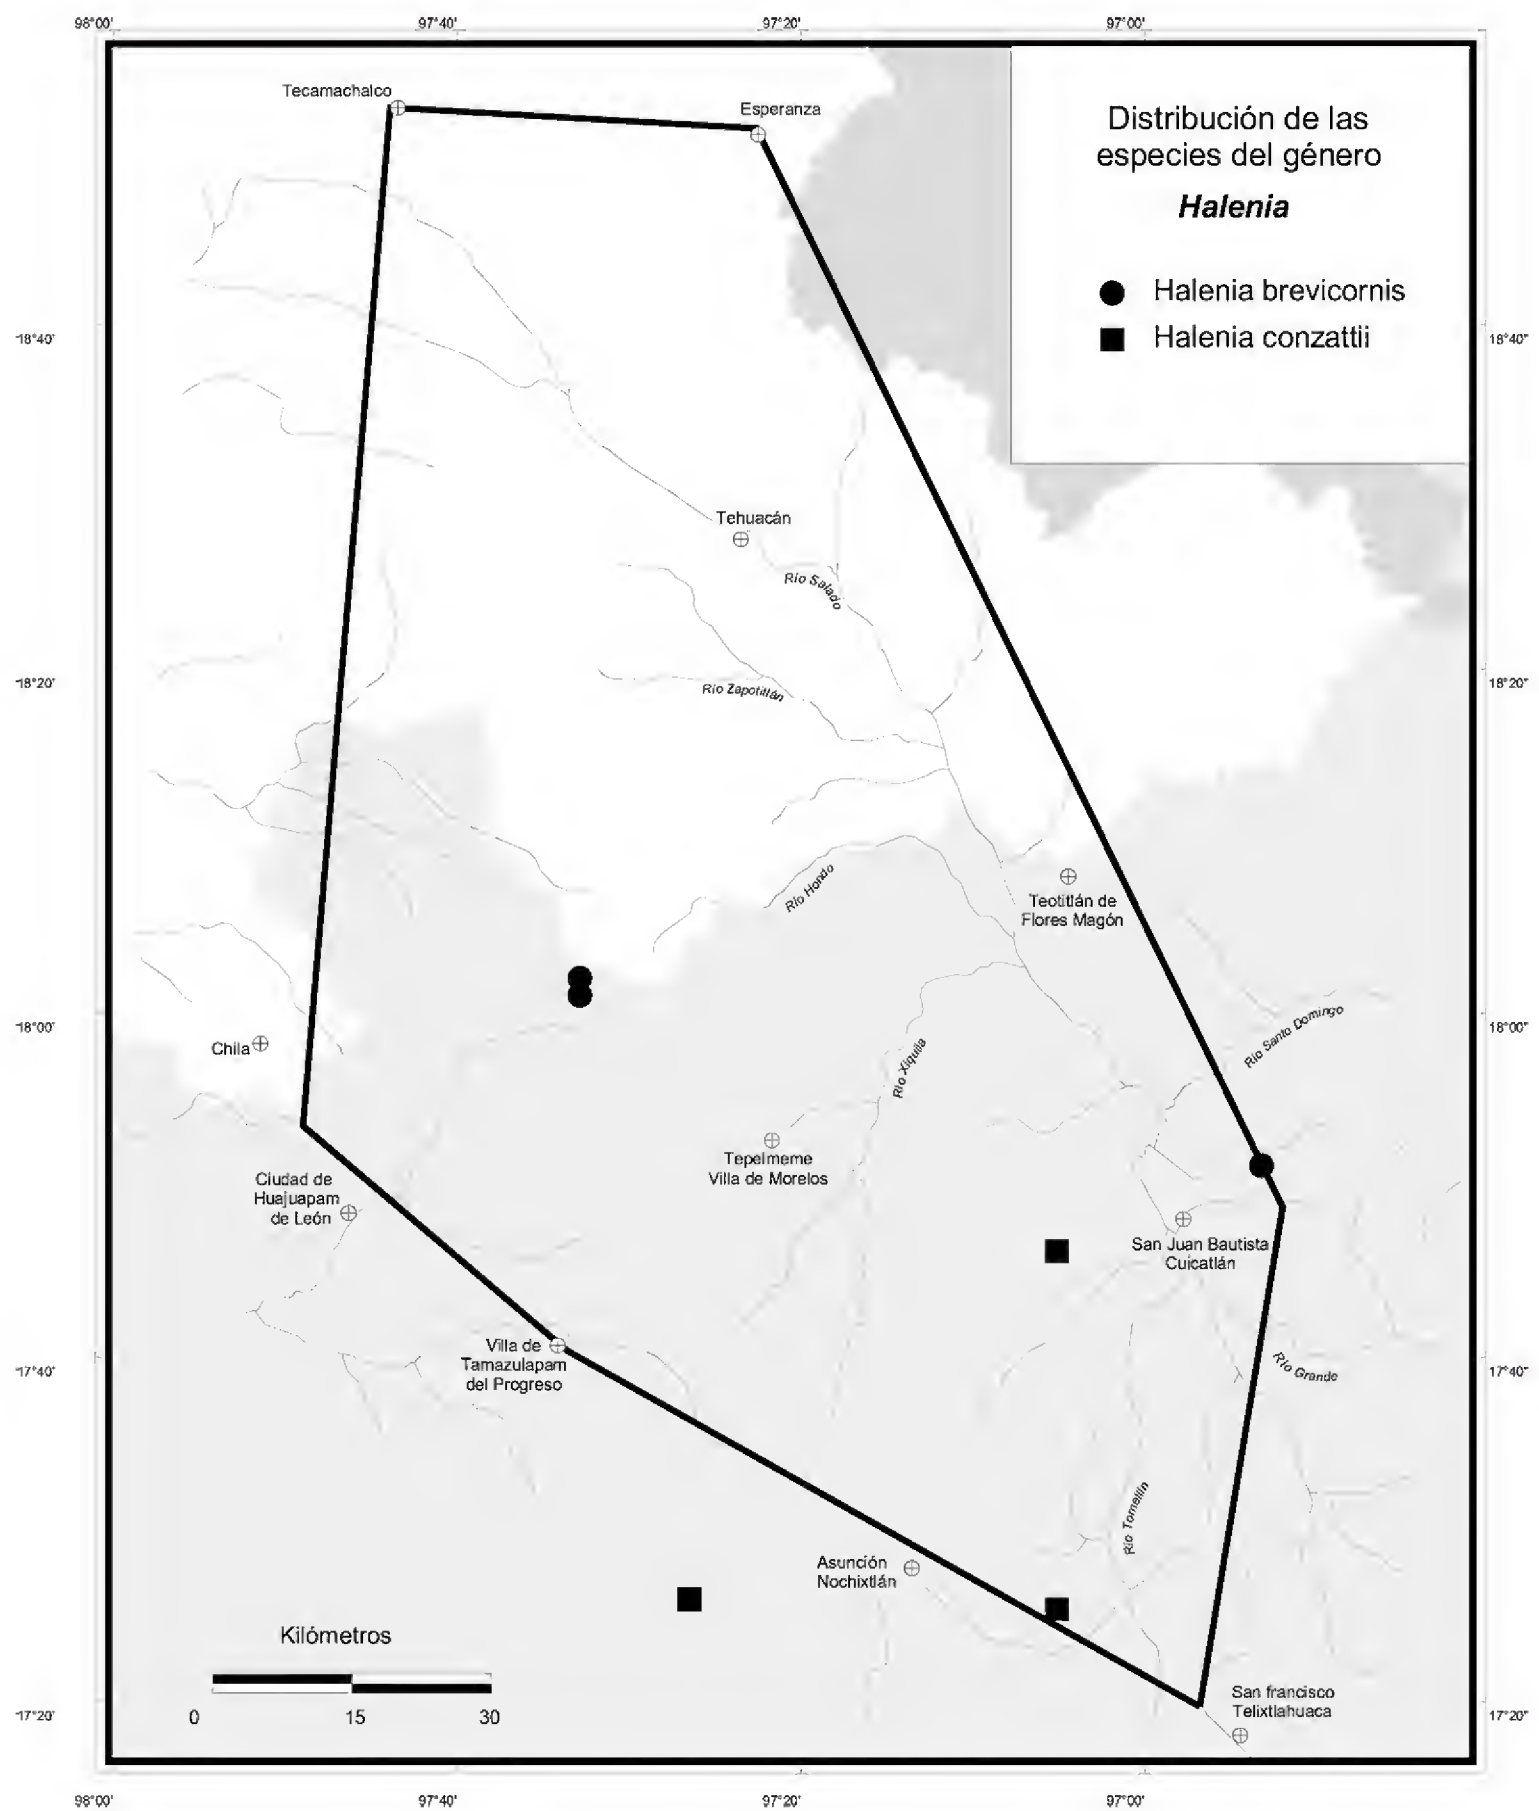 98°00'
97°40'
97°20'
97°00'
Tecamachalco
Esperanza
Distribución de las
especies del género
Halenia
Halenia brevicornis
Halenia conzattii
18°40'
18°40'
Tehuacán
Río Salado
18°20'
18°20'
Río Zapotitlán
Río Hondo
Teotitlán de
Flores Magón
18°00'
18°00'
Chila
Río Santo Domingo
Río Xiquila
Tepelmeme
Villa de Morelos
Ciudad de
Huajuapam
de León
San Juan Bautista
Cuicatlán
17°40'
17°40'
Villa de
Tamazulapam
del Progreso
Río Grande
Río Tomellín
Asunción
Nochixtlán
Kilómetros
0 15 30
San francisco
Telixtlahuaca
17°20'
17°20'
98°00'
97°40'
97°20'
97°00'